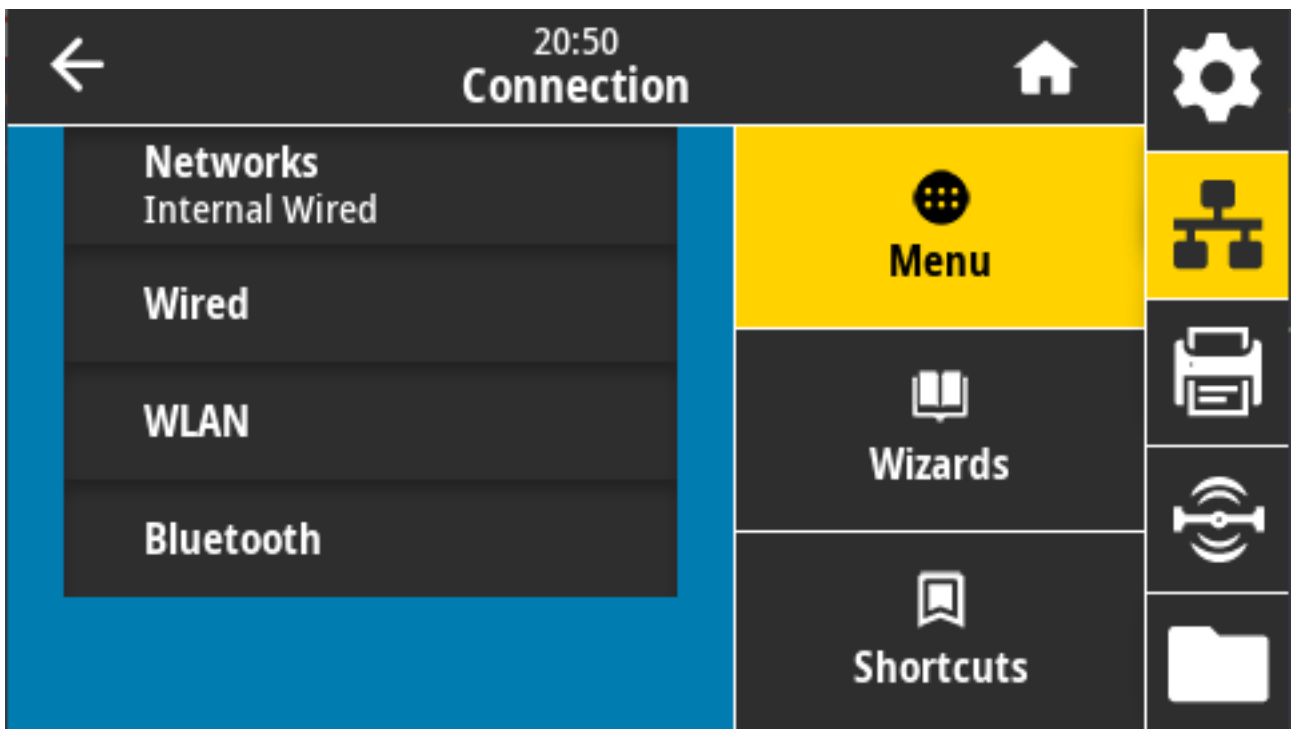 20:50
Connection
Networks
Internal Wired
Wired
WLAN
Bluetooth
Menu
Wizards
Shortcuts